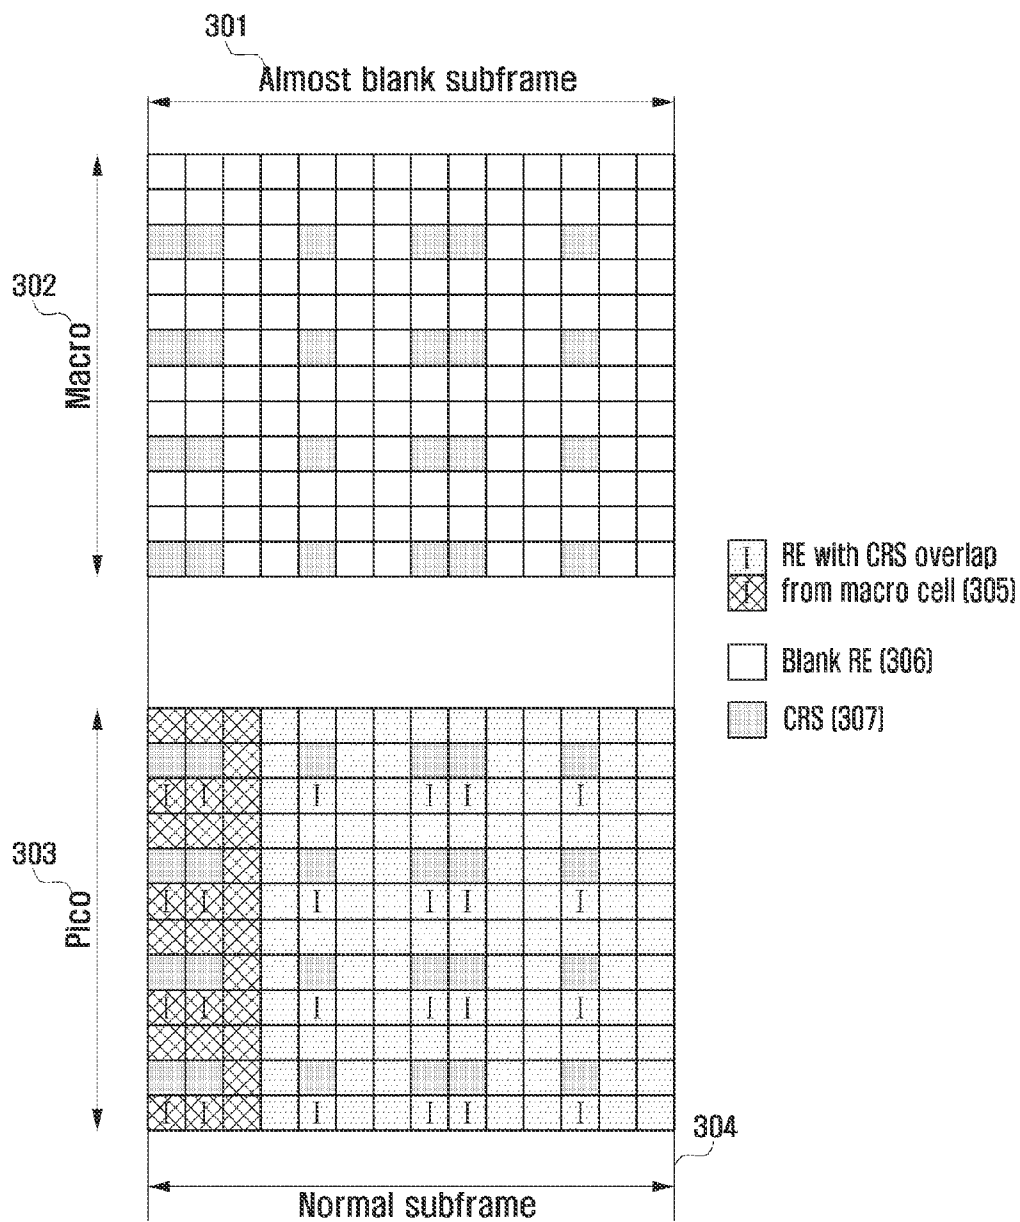 301
Almost blank subframe
302
Macro
I RE with CRS overlap
I from macro cell (305)
Blank RE (306)
CRS (307)
303
Pico
I I I I I I
I I I I I I
I I I I I I
I I I I I I
304
Normal subframe